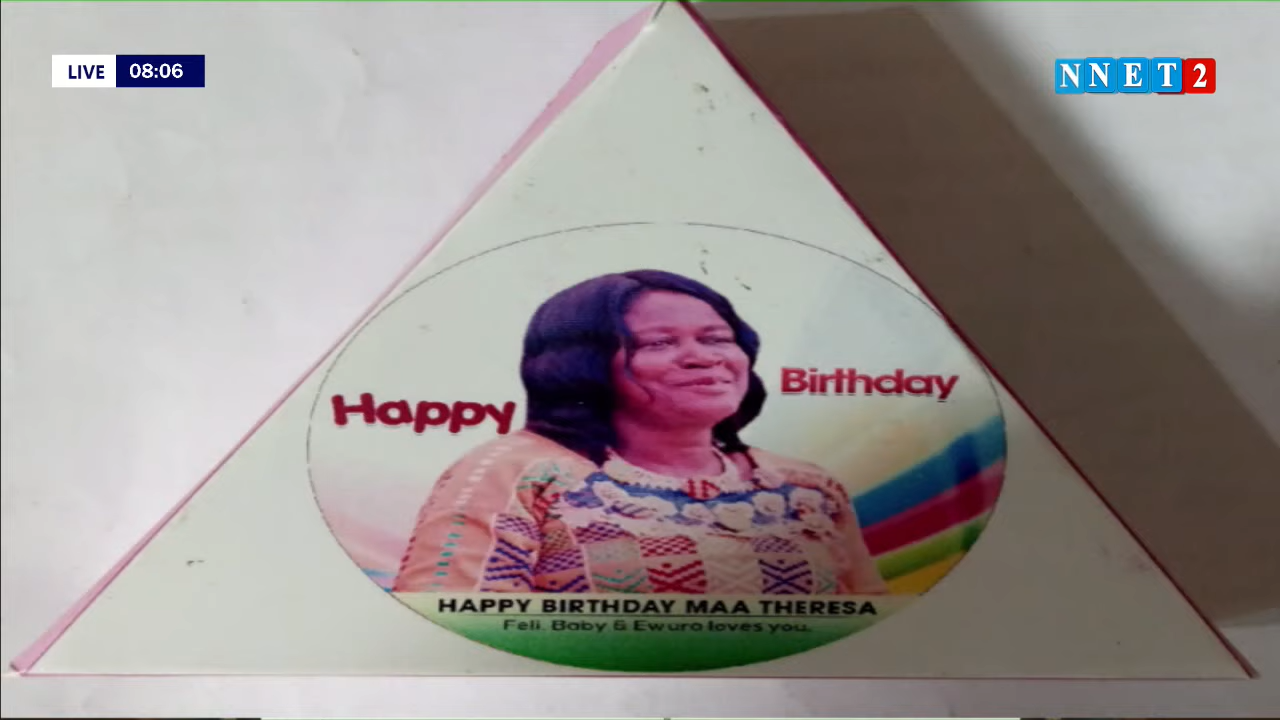 LIVE 08:06
NNET2
Happy
Birthday
HAPPY BIRTHDAY MAA THERESA
Feli, Baby & Ewura loves you.